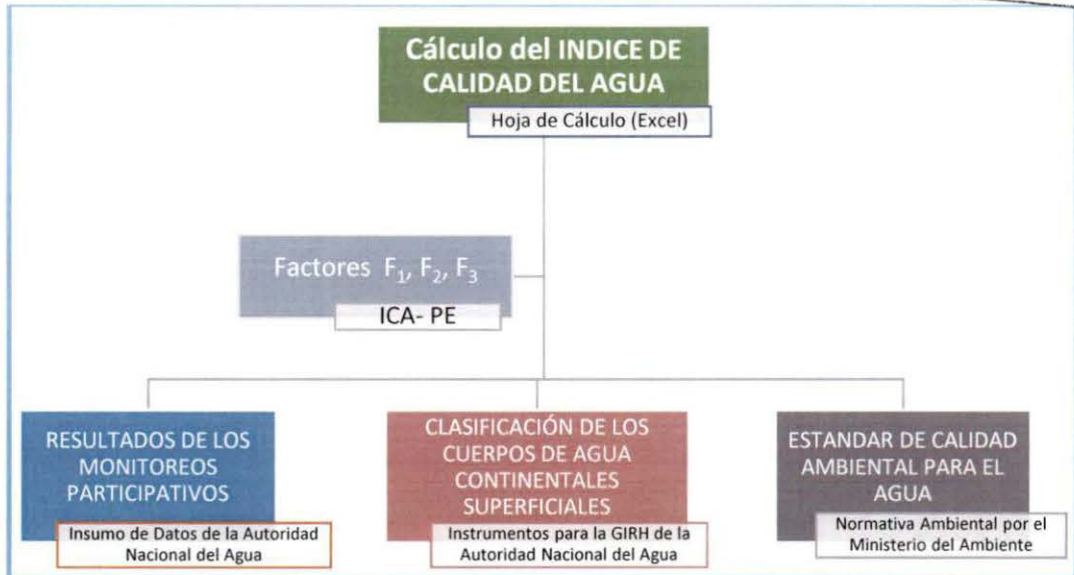 Cálculo del INDICE DE
CALIDAD DEL AGUA
Hoja de Cálculo (Excel)
Factores F₁, F₂, F₃
ICA- PE
RESULTADOS DE LOS
MONITOREOS
PARTICIPATIVOS
Insumo de Datos de la Autoridad
Nacional del Agua
CLASIFICACIÓN DE LOS
CUERPOS DE AGUA
CONTINENTALES
SUPERFICIALES
Instrumentos para la GIRH de la
Autoridad Nacional del Agua
ESTANDAR DE CALIDAD
AMBIENTAL PARA EL
AGUA
Normativa Ambiental por el
Ministerio del Ambiente